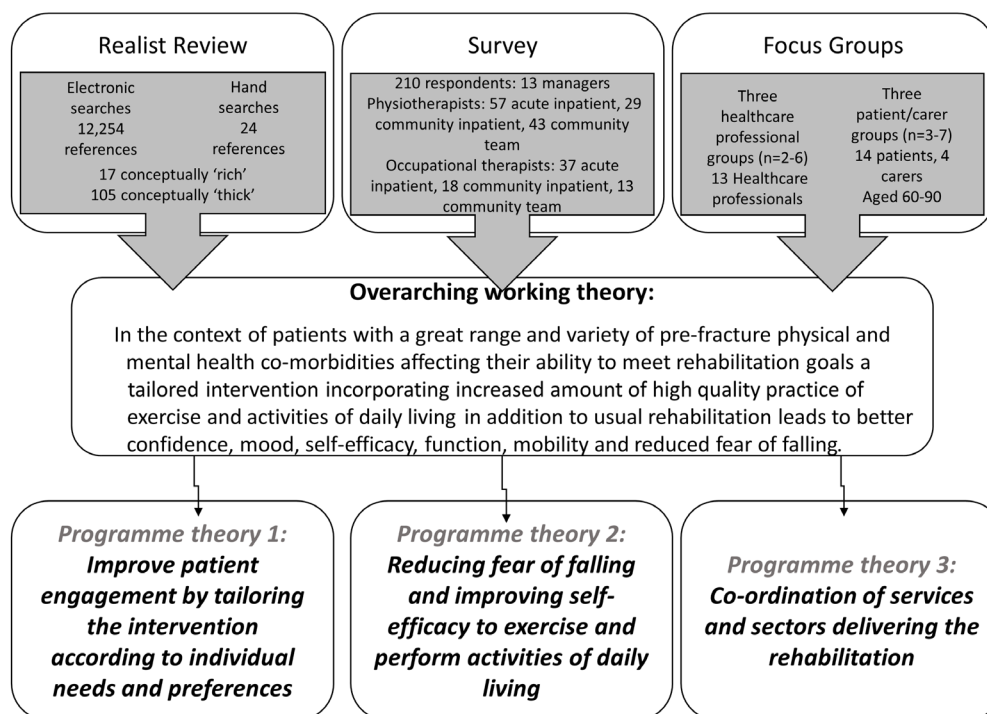 Realist Review
Electronic
searches
12,254
references
Hand
searches
24
references
17 conceptually ‘rich’
105 conceptually ‘thick’
Survey
210 respondents: 13 managers
Physiotherapists: 57 acute inpatient, 29
community inpatient, 43 community
team
Occupational therapists: 37 acute
inpatient, 18 community inpatient, 13
community team
Focus Groups
Three
healthcare
professional
groups (n=2-6)
13 Healthcare
professionals
Three
patient/carer
groups (n=3-7)
14 patients, 4
carers
Aged 60-90
Overarching working theory:
In the context of patients with a great range and variety of pre-fracture physical and
mental health co-morbidities affecting their ability to meet rehabilitation goals a
tailored intervention incorporating increased amount of high quality practice of
exercise and activities of daily living in addition to usual rehabilitation leads to better
confidence, mood, self-efficacy, function, mobility and reduced fear of falling.
Programme theory 1:
Improve patient
engagement by tailoring
the intervention
according to individual
needs and preferences
Programme theory 2:
Reducing fear of falling
and improving self-
efficacy to exercise and
perform activities of daily
living
Programme theory 3:
Co-ordination of services
and sectors delivering the
rehabilitation